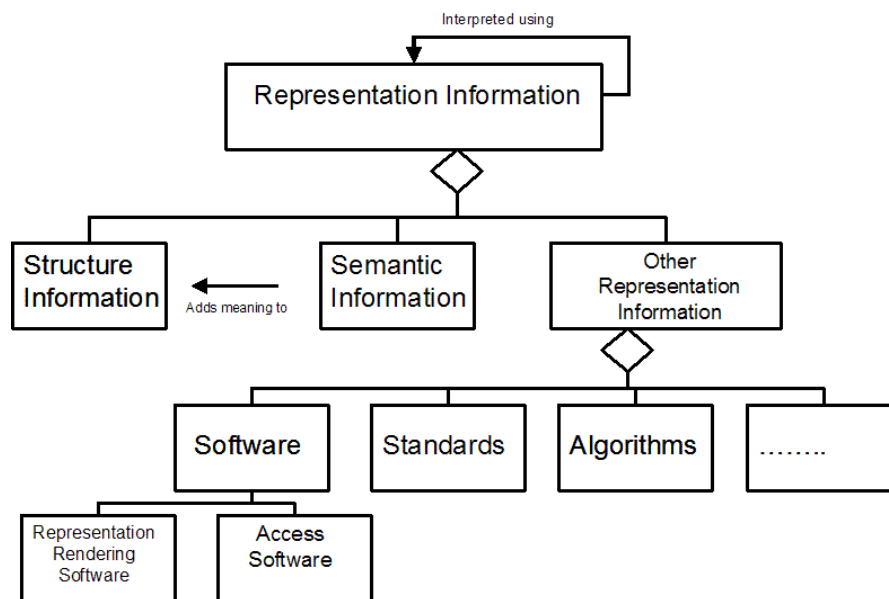 Interpreted using
Representation Information
Structure
Information
Adds meaning to
Semantic
Information
Other
Representation
Information
Software
Standards
Algorithms
……..
Representation
Rendering
Software
Access
Software